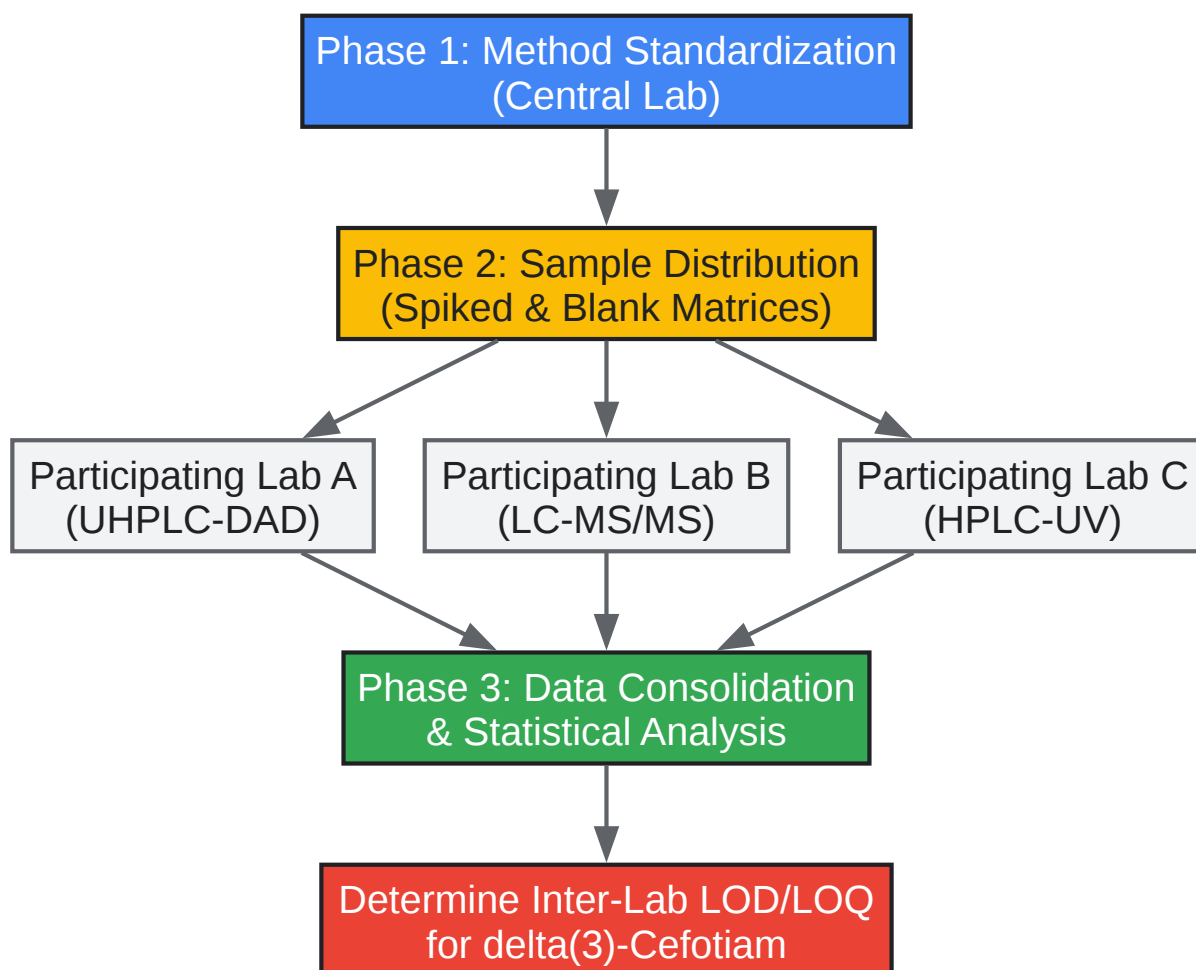 Phase 1: Method Standardization
(Central Lab)
Phase 2: Sample Distribution
(Spiked & Blank Matrices)
Participating Lab A
(UHPLC-DAD)
Participating Lab B
(LC-MS/MS)
Participating Lab C
(HPLC-UV)
Phase 3: Data Consolidation
& Statistical Analysis
Determine Inter-Lab LOD/LOQ
for delta(3)-Cefotiam